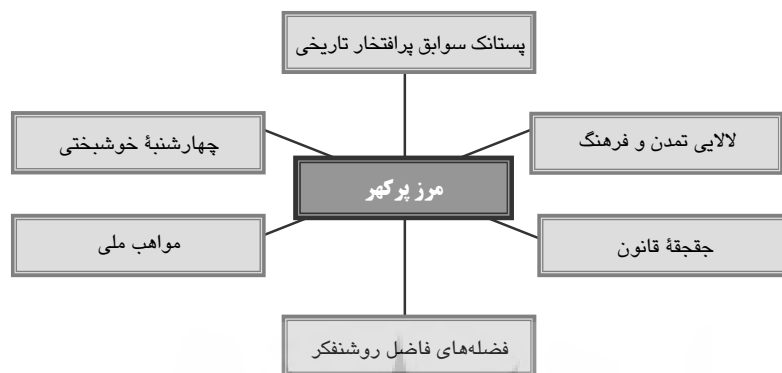 پستانک سوابق پرافتخار تاریخی
لالایی تمدن و فرهنگ
چهارشنبهٔ خوشبختی
مرز پرگهر
جقجقهٔ قانون
مواهب ملی
فضله‌های فاضل روشنفکر